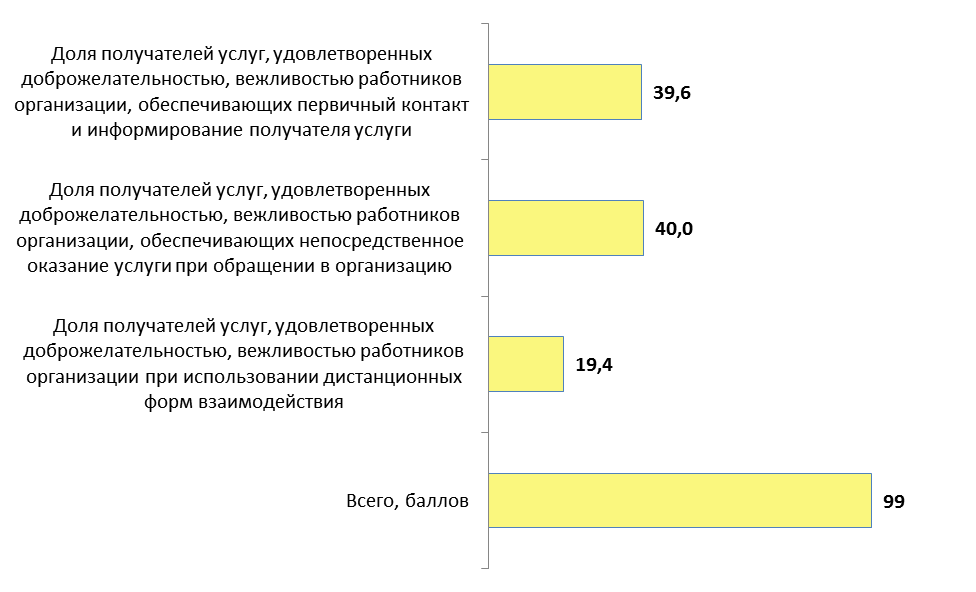 Доля получателей услуг, удовлетворенных
доброжелательностью, вежливостью работников
организации, обеспечивающих первичный контакт
и информирование получателя услуги
39,6
Доля получателей услуг, удовлетворенных
доброжелательностью, вежливостью работников
организации, обеспечивающих непосредственное
оказание услуги при обращении в организацию
40,0
Доля получателей услуг, удовлетворенных
доброжелательностью, вежливостью работников
организации при использовании дистанционных
форм взаимодействия
19,4
Всего, баллов
99